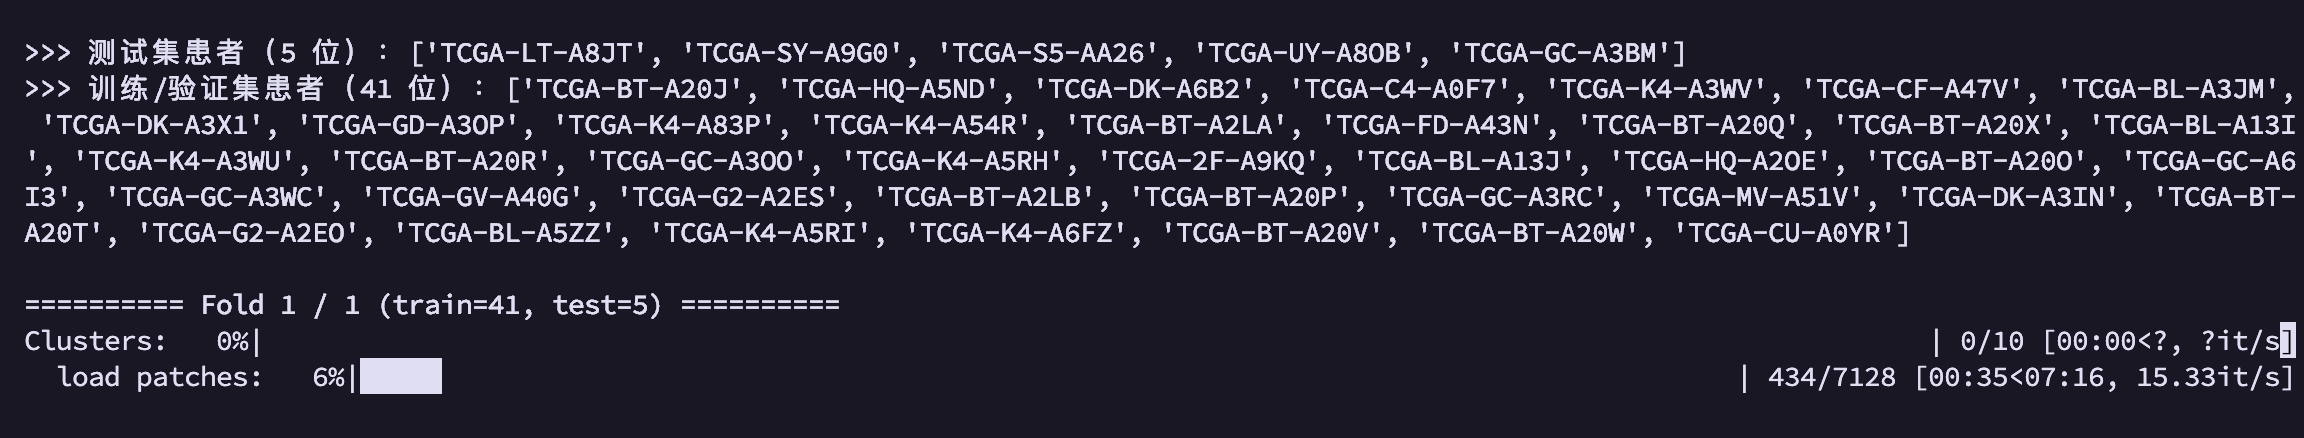 >>> 测试集患者（5 位）： ['TCGA-LT-A8JT', 'TCGA-SY-A9G0', 'TCGA-S5-AA26', 'TCGA-UY-A8OB', 'TCGA-GC-A3BM']
>>> 训练/验证集患者（41 位）： ['TCGA-BT-A20J', 'TCGA-HQ-A5ND', 'TCGA-DK-A6B2', 'TCGA-C4-A0F7', 'TCGA-K4-A3WV', 'TCGA-CF-A47V', 'TCGA-BL-A3JM',
'TCGA-DK-A3X1', 'TCGA-GD-A3OP', 'TCGA-K4-A83P', 'TCGA-K4-A54R', 'TCGA-BT-A2LA', 'TCGA-FD-A43N', 'TCGA-BT-A20Q', 'TCGA-BT-A20X', 'TCGA-BL-A13I
', 'TCGA-K4-A3WU', 'TCGA-BT-A20R', 'TCGA-GC-A3OO', 'TCGA-K4-A5RH', 'TCGA-2F-A9KQ', 'TCGA-BL-A13J', 'TCGA-HQ-A2OE', 'TCGA-BT-A20O', 'TCGA-GC-A6
I3', 'TCGA-GC-A3WC', 'TCGA-GV-A40G', 'TCGA-G2-A2ES', 'TCGA-BT-A2LB', 'TCGA-BT-A20P', 'TCGA-GC-A3RC', 'TCGA-MV-A51V', 'TCGA-DK-A3IN', 'TCGA-BT-
A20T', 'TCGA-G2-A2EO', 'TCGA-BL-A5ZZ', 'TCGA-K4-A5RI', 'TCGA-K4-A6FZ', 'TCGA-BT-A20V', 'TCGA-BT-A20W', 'TCGA-CU-A0YR']
========== Fold 1 / 1 (train=41, test=5) ==========
Clusters:   0%| | 0/10 [00:00<?, ?it/s]
load patches:   6%| | 434/7128 [00:35<07:16, 15.33it/s]